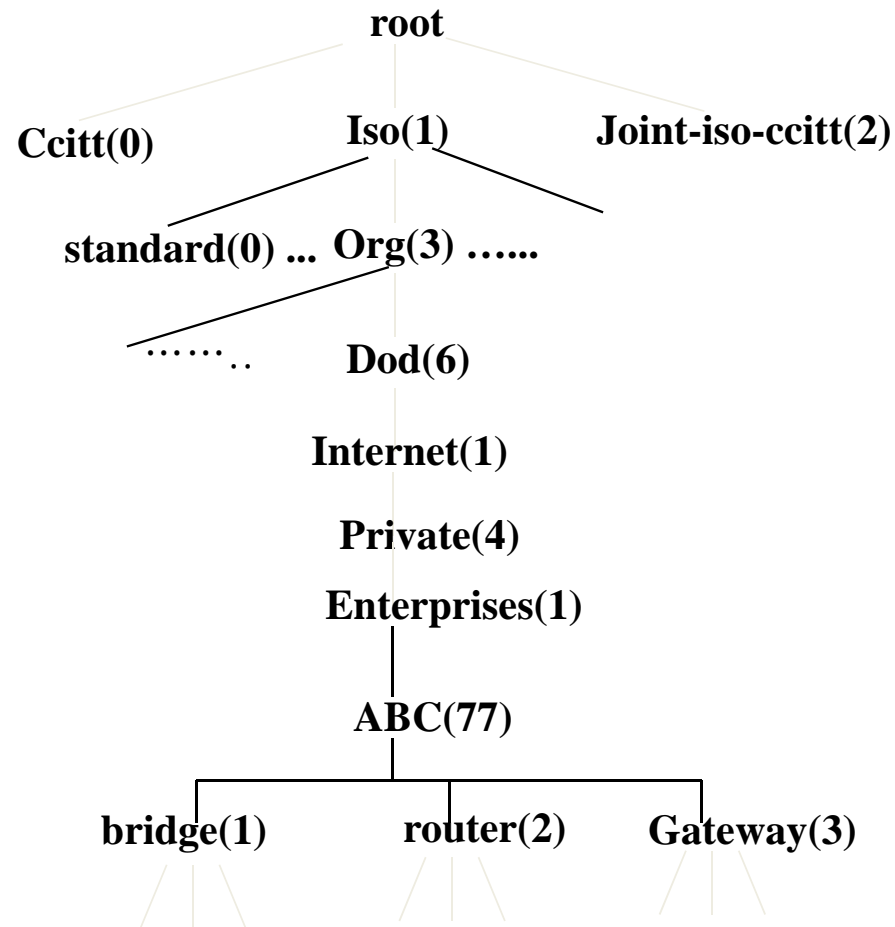 root
Ccitt(0) Iso(1) Joint-iso-ccitt(2)
standard(0) ... Org(3) …...
……. . Dod(6)
Internet(1)
Private(4)
Enterprises(1)
ABC(77)
bridge(1) router(2) Gateway(3)